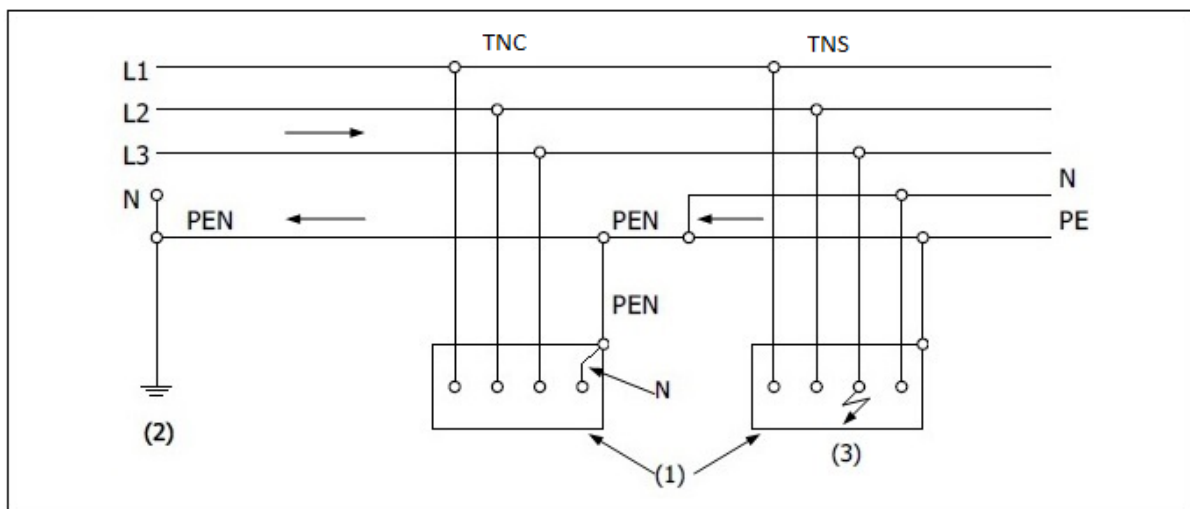 TNC TNS
L1
L2
L3
N N
PEN PEN PE
PEN
N
(2) (1) (3)